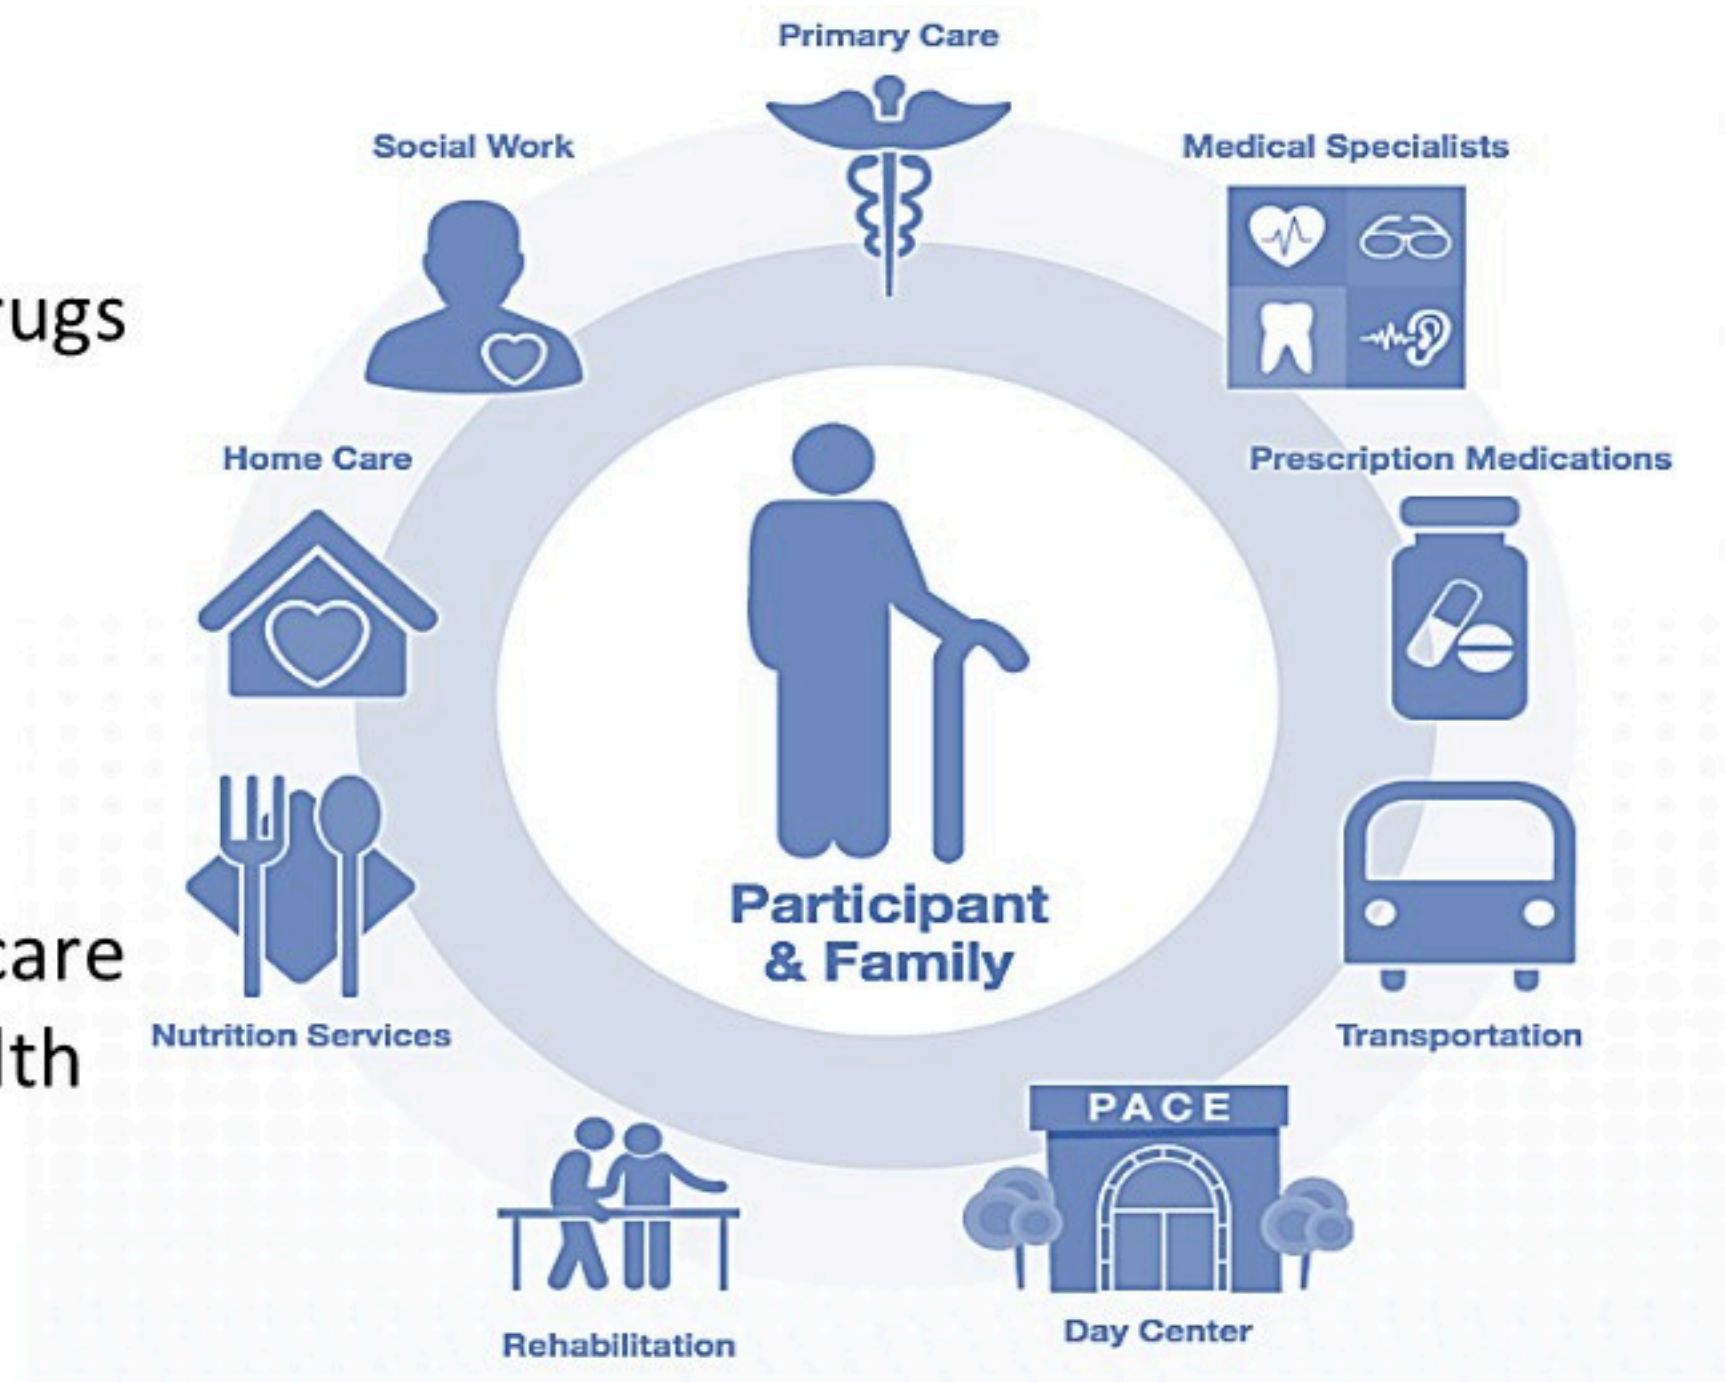 Primary Care
Social Work
Medical Specialists
rugs
Home Care
Prescription Medications
Participant
& Family
care
Nutrition Services
Transportation
lth
PACE
Day Center
Rehabilitation